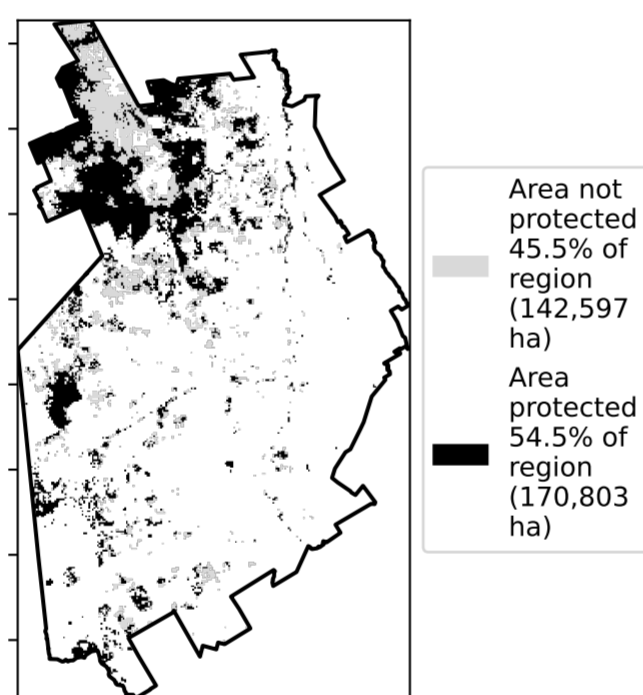 Area not
protected
45.5% of
region
(142,597
ha)
Area
protected
54.5% of
region
(170,803
ha)